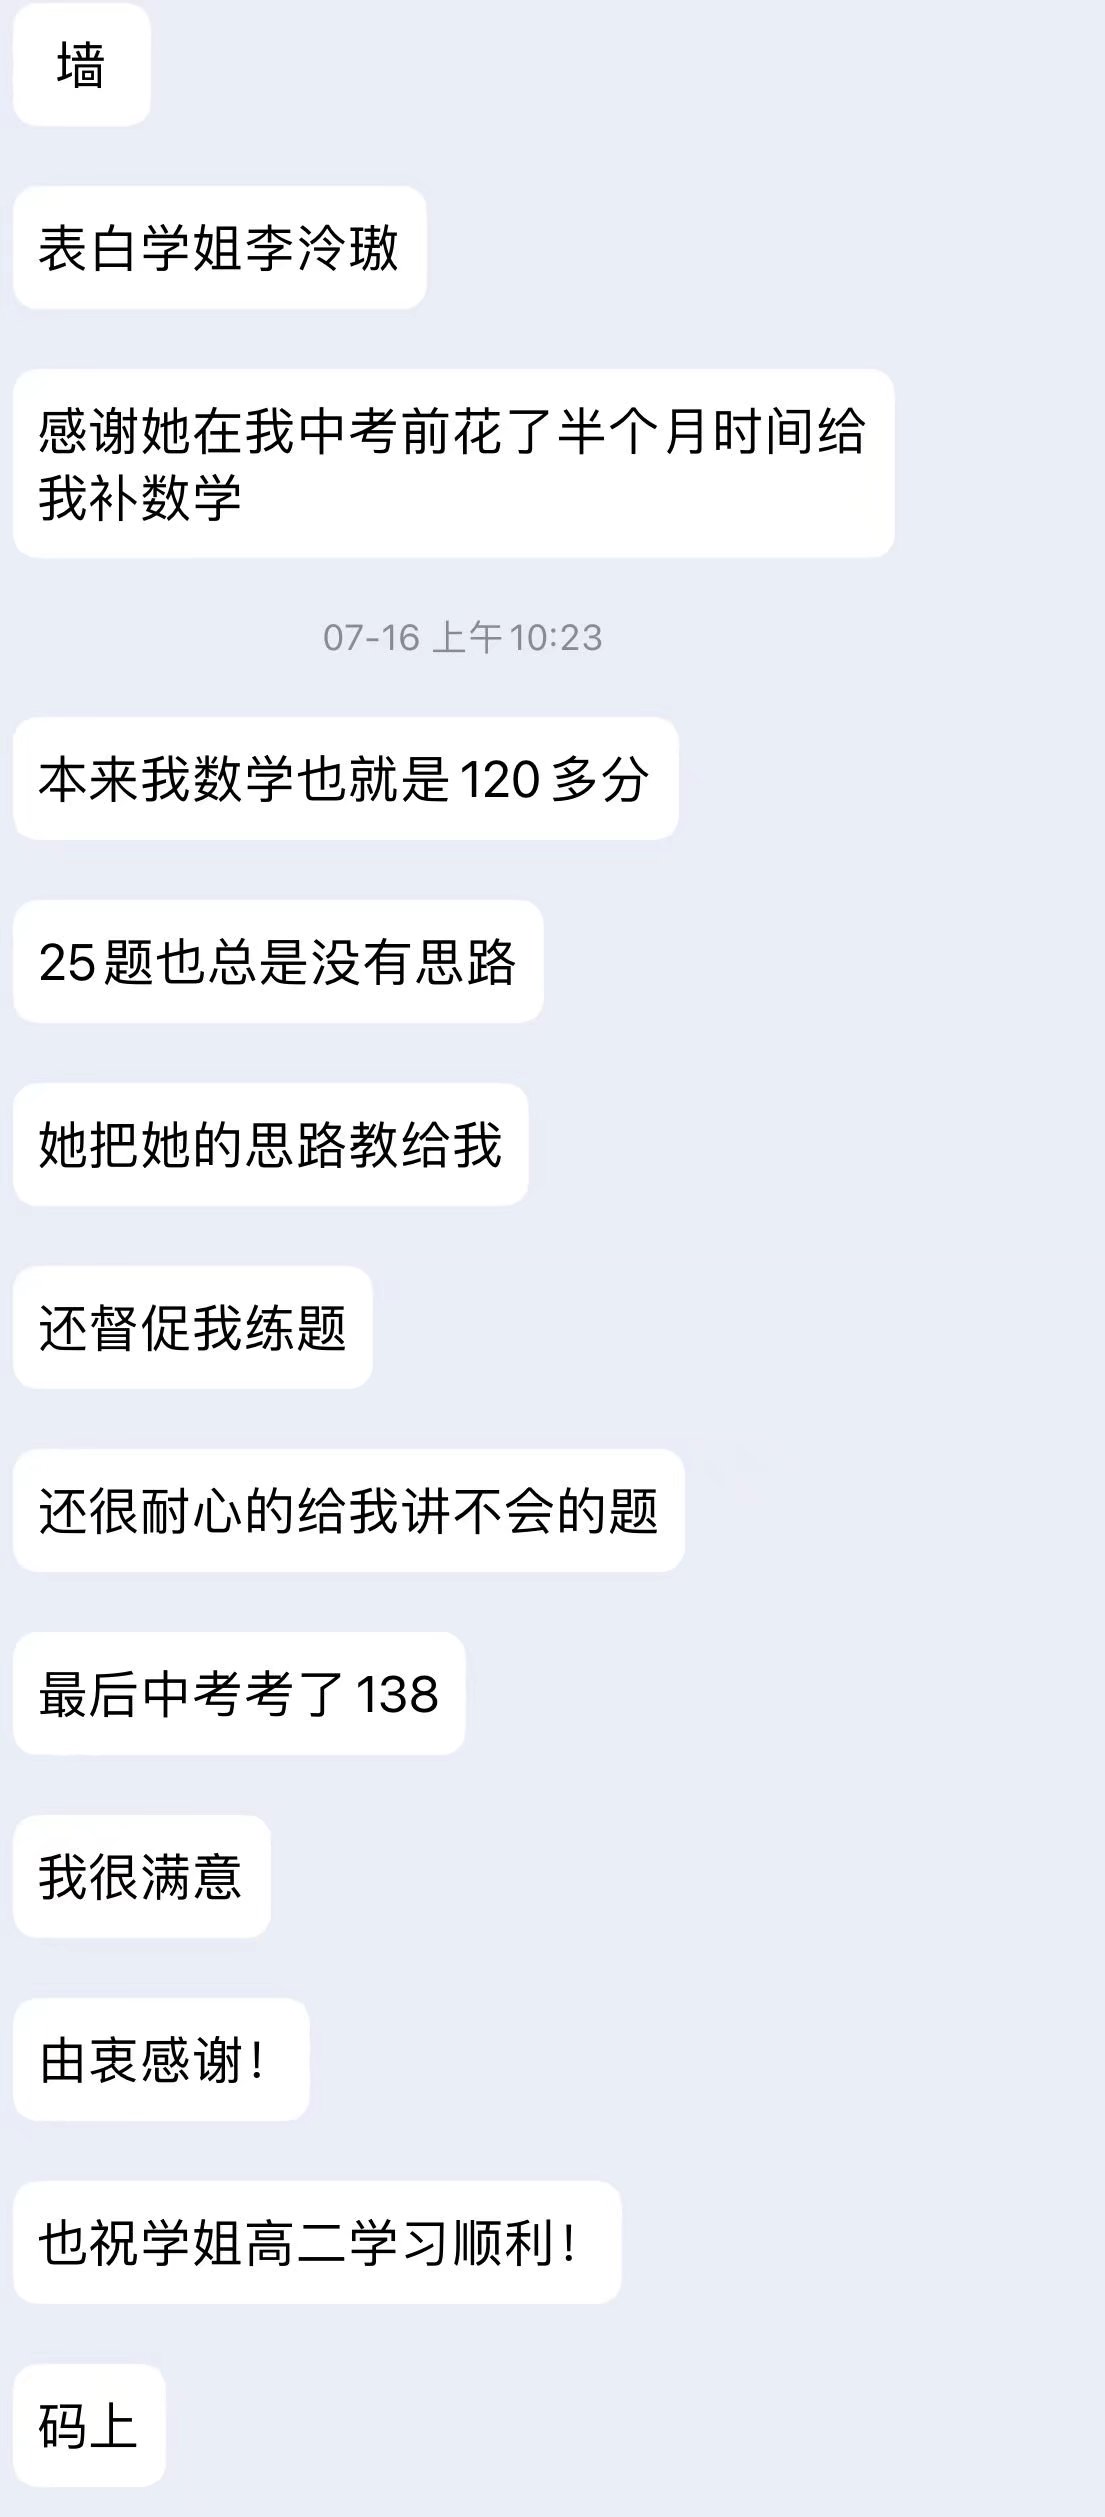 墙
表白学姐李泠璈
感谢她在我中考前花了半个月时间给
我补数学
07-16 上午10:23
本来我数学也就是120多分
25题也总是没有思路
她把她的思路教给我
还督促我练题
还很耐心的给我讲不会的题
最后中考考了138
我很满意
由衷感谢！
也祝学姐高二学习顺利！
码上